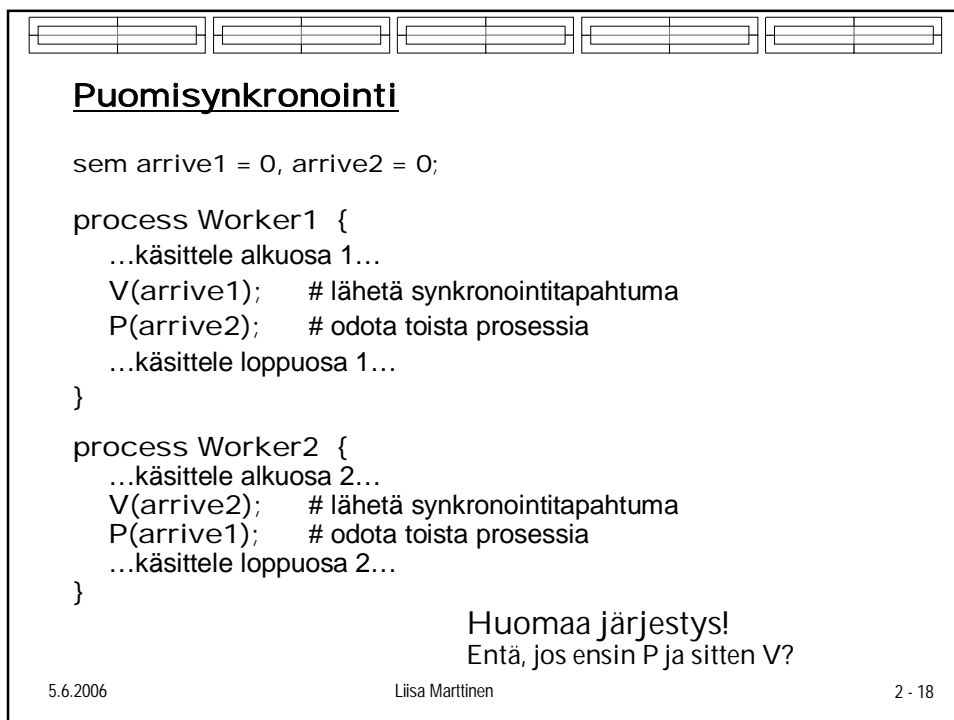 Puomisynkronointi
sem arrive1 = 0, arrive2 = 0;
process Worker1 {
…käsittele alkuosa 1…
V(arrive1); # lähetä synkronointitapahtuma
P(arrive2); # odota toista prosessia
…käsittele loppuosa 1…
}
process Worker2 {
…käsittele alkuosa 2…
V(arrive2); # lähetä synkronointitapahtuma
P(arrive1); # odota toista prosessia
…käsittele loppuosa 2…
}
Huomaa järjestys!
Entä, jos ensin P ja sitten V?
5.6.2006 Liisa Marttinen 2 - 18